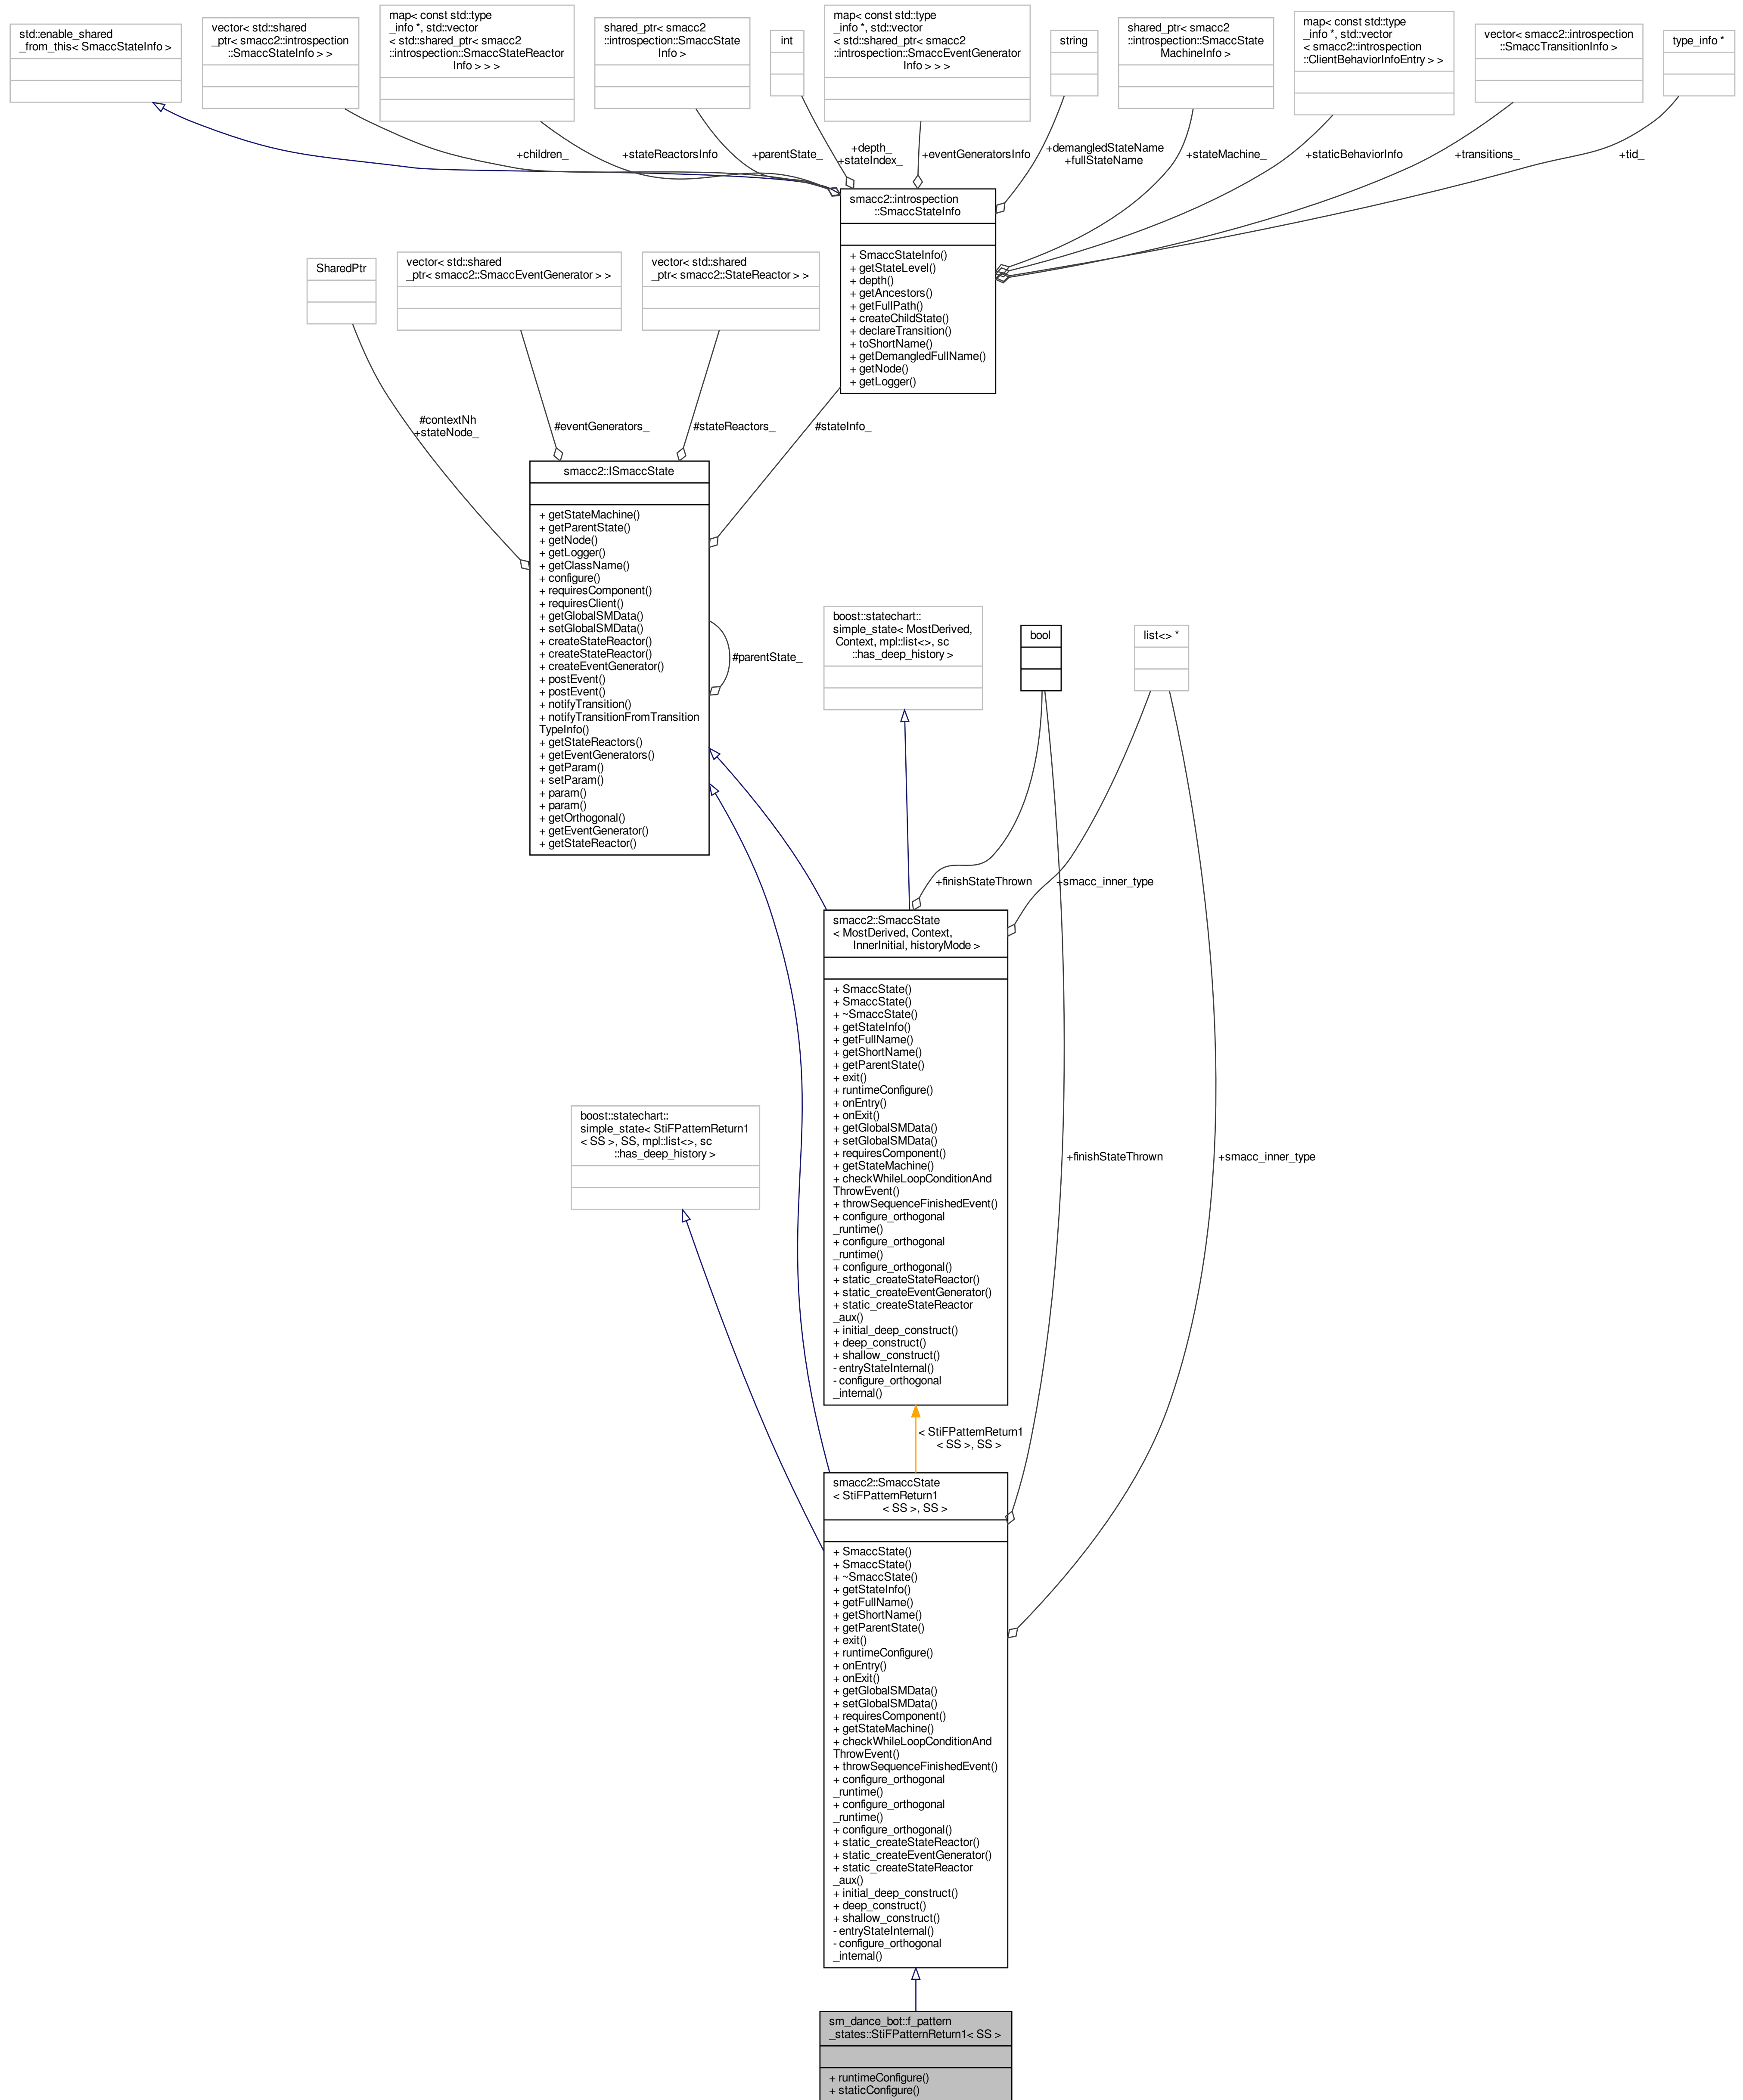 std::enable_shared
_from_this< SmaccStateInfo >
vector< std::shared
_ptr< smacc2::introspection
::SmaccStateInfo > >
map< const std::type
_info *, std::vector
< std::shared_ptr< smacc2
::introspection::SmaccStateReactor
Info > > >
shared_ptr< smacc2
::introspection::SmaccState
Info >
int
map< const std::type
_info *, std::vector
< std::shared_ptr< smacc2
::introspection::SmaccEventGenerator
Info > > >
string
shared_ptr< smacc2
::introspection::SmaccState
MachineInfo >
map< const std::type
_info *, std::vector
< smacc2::introspection
::ClientBehaviorInfoEntry > >
vector< smacc2::introspection
::SmaccTransitionInfo >
type_info *
+children_
+stateReactorsInfo
+parentState_
+depth_
+stateIndex_
+eventGeneratorsInfo
+demangledStateName
+fullStateName
+stateMachine_
+staticBehaviorInfo
+transitions_
+tid_
smacc2::introspection
::SmaccStateInfo
+ SmaccStateInfo()
+ getStateLevel()
+ depth()
+ getAncestors()
+ getFullPath()
+ createChildState()
+ declareTransition()
+ toShortName()
+ getDemangledFullName()
+ getNode()
+ getLogger()
SharedPtr
vector< std::shared
_ptr< smacc2::SmaccEventGenerator > >
vector< std::shared
_ptr< smacc2::StateReactor > >
#contextNh
+stateNode_
#eventGenerators_
#stateReactors_
#stateInfo_
smacc2::ISmaccState
+ getStateMachine()
+ getParentState()
+ getNode()
+ getLogger()
+ getClassName()
+ configure()
+ requiresComponent()
+ requiresClient()
+ getGlobalSMData()
+ setGlobalSMData()
+ createStateReactor()
+ createStateReactor()
+ createEventGenerator()
+ postEvent()
+ postEvent()
+ notifyTransition()
+ notifyTransitionFromTransition
TypeInfo()
+ getStateReactors()
+ getEventGenerators()
+ getParam()
+ setParam()
+ param()
+ param()
+ getOrthogonal()
+ getEventGenerator()
+ getStateReactor()
#parentState_
boost::statechart::
simple_state< MostDerived,
Context, mpl::list<>, sc
::has_deep_history >
bool
list<> *
+finishStateThrown
+smacc_inner_type
smacc2::SmaccState
< MostDerived, Context,
InnerInitial, historyMode >
+ SmaccState()
+ SmaccState()
+ ~SmaccState()
+ getStateInfo()
+ getFullName()
+ getShortName()
+ getParentState()
+ exit()
+ runtimeConfigure()
+ onEntry()
+ onExit()
+ getGlobalSMData()
+ setGlobalSMData()
+ requiresComponent()
+ getStateMachine()
+ checkWhileLoopConditionAnd
ThrowEvent()
+ throwSequenceFinishedEvent()
+ configure_orthogonal
_runtime()
+ configure_orthogonal
_runtime()
+ configure_orthogonal()
+ static_createStateReactor()
+ static_createEventGenerator()
+ static_createStateReactor
_aux()
+ initial_deep_construct()
+ deep_construct()
+ shallow_construct()
- entryStateInternal()
- configure_orthogonal
_internal()
boost::statechart::
simple_state< StiFPatternReturn1
< SS >, SS, mpl::list<>, sc
::has_deep_history >
+finishStateThrown
+smacc_inner_type
< StiFPatternReturn1
< SS >, SS >
smacc2::SmaccState
< StiFPatternReturn1
< SS >, SS >
+ SmaccState()
+ SmaccState()
+ ~SmaccState()
+ getStateInfo()
+ getFullName()
+ getShortName()
+ getParentState()
+ exit()
+ runtimeConfigure()
+ onEntry()
+ onExit()
+ getGlobalSMData()
+ setGlobalSMData()
+ requiresComponent()
+ getStateMachine()
+ checkWhileLoopConditionAnd
ThrowEvent()
+ throwSequenceFinishedEvent()
+ configure_orthogonal
_runtime()
+ configure_orthogonal
_runtime()
+ configure_orthogonal()
+ static_createStateReactor()
+ static_createEventGenerator()
+ static_createStateReactor
_aux()
+ initial_deep_construct()
+ deep_construct()
+ shallow_construct()
- entryStateInternal()
- configure_orthogonal
_internal()
sm_dance_bot::f_pattern
_states::StiFPatternReturn1< SS >
+ runtimeConfigure()
+ staticConfigure()